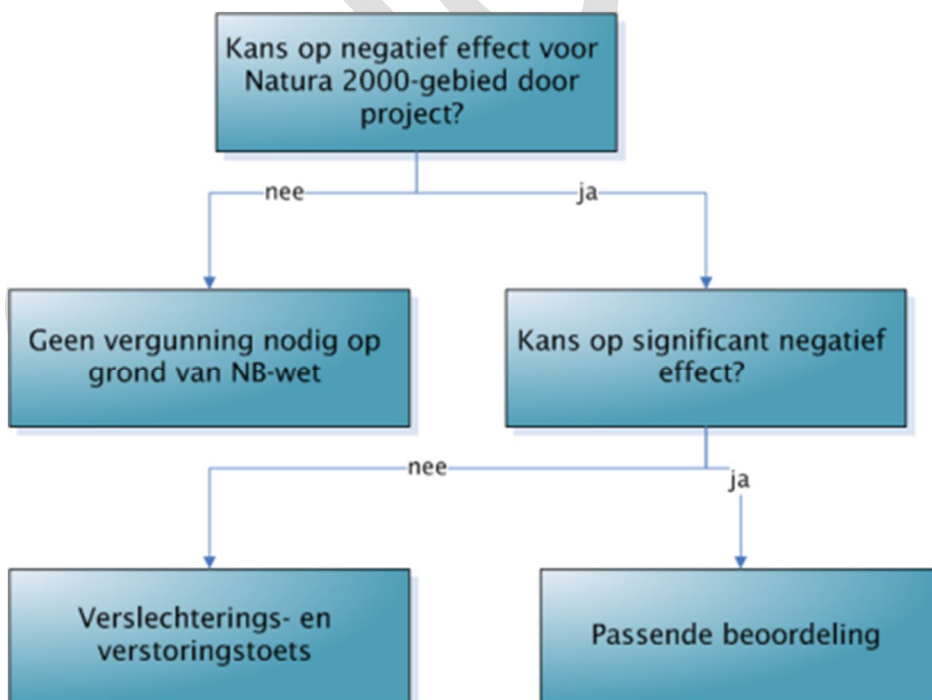 Kans op negatief effect voor
Natura 2000-gebied door
project?
nee
ja
Geen vergunning nodig op
grond van NB-wet
Kans op significant negatief
effect?
nee
ja
Verslechterings- en
verstoringstoets
Passende beoordeling